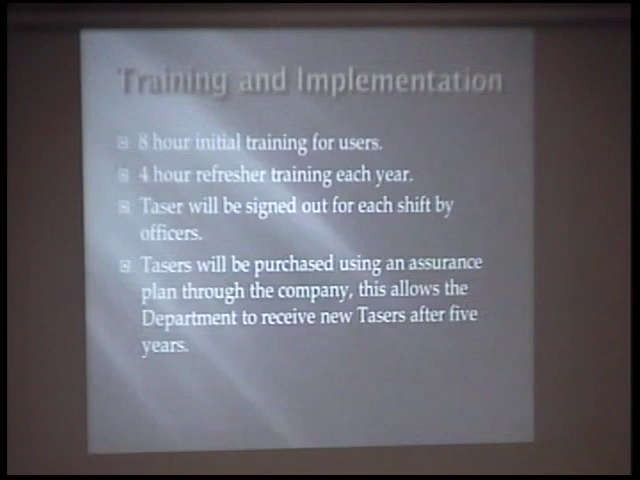 Training and Implementation
8 hour initial training for users.
4 hour refresher training each year.
Taser will be signed out for each shift by
officers.
Tasers will be purchased using an assurance
plan through the company, this allows the
Department to receive new Tasers after five
years.